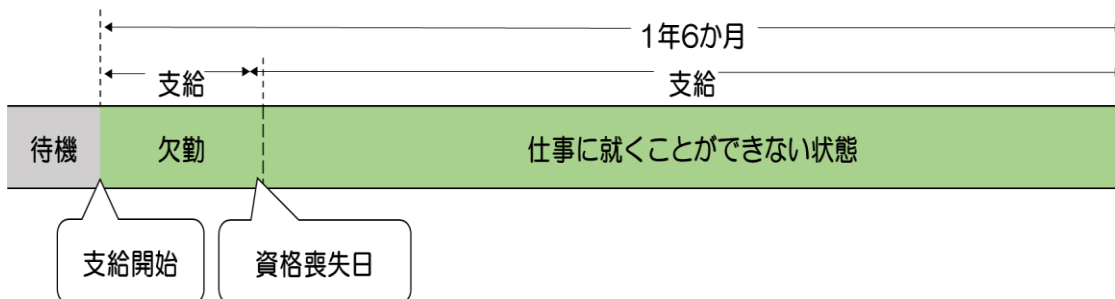 1年6か月
支給
支給
待機
欠勤
仕事に就くことができない状態
支給開始
資格喪失日